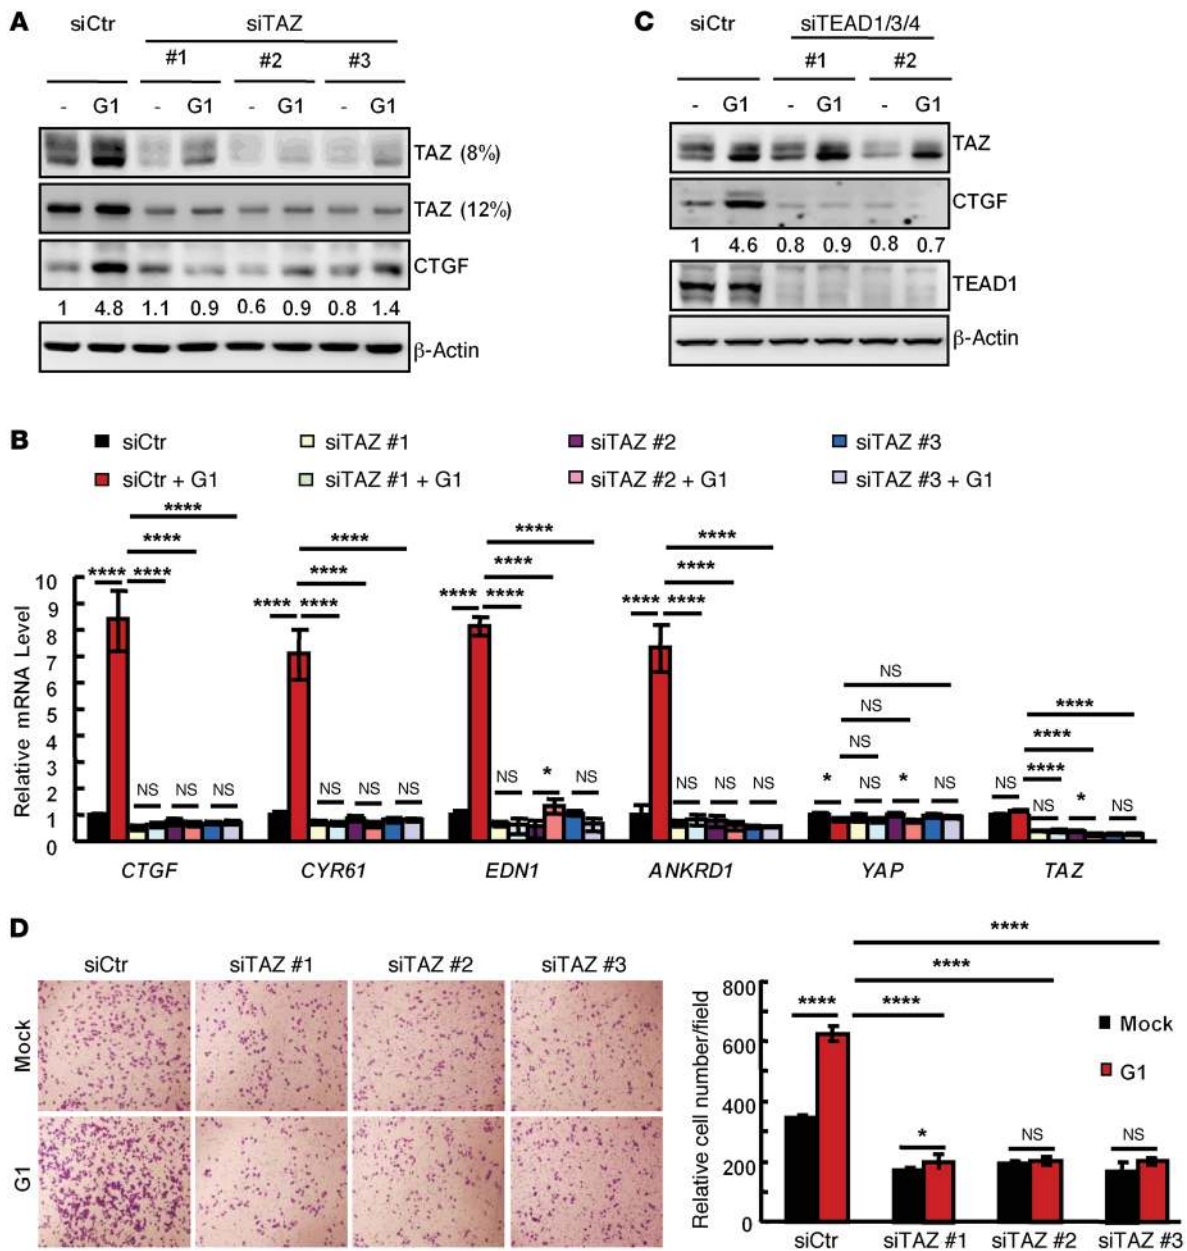 A
siCtr siTAZ
#1 #2 #3
- G1 - G1 - G1 - G1
TAZ (8%)
TAZ (12%)
CTGF
1 4.8 1.1 0.9 0.6 0.9 0.8 1.4
β-Actin
C
siCtr siTEAD1/3/4
#1 #2
- G1 - G1 - G1
TAZ
CTGF
1 4.6 0.8 0.9 0.8 0.7
TEAD1
β-Actin
B
siCtr siTAZ #1 siTAZ #2 siTAZ #3
siCtr + G1 siTAZ #1 + G1 siTAZ #2 + G1 siTAZ #3 + G1
Relative mRNA Level
10
9
8
7
6
5
4
3
2
1
0
****
****
**** ****
NS NS NS
****
****
**** ****
NS NS NS
****
****
**** ****
NS * NS
****
****
**** ****
NS NS NS
NS
NS
NS
* NS * NS
****
****
****
NS NS * NS
CTGF CYR61 EDN1 ANKRD1 YAP TAZ
D
siCtr siTAZ #1 siTAZ #2 siTAZ #3
Mock
G1
Relative cell number/field
800
600
400
200
0
****
****
**** ****
* NS NS
Mock
G1
siCtr siTAZ #1 siTAZ #2 siTAZ #3